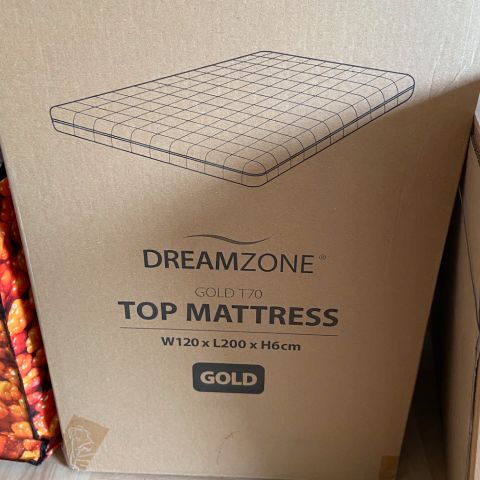 DREAMZONE®
GOLD T70
TOP MATTRESS
W120 x L200 x H6cm
GOLD